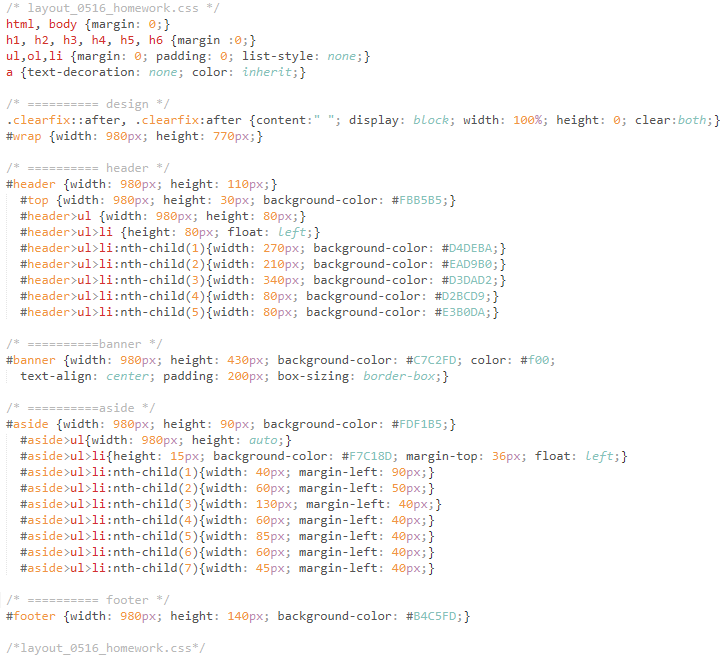 /* layout_0516_homework.css */
html, body {margin: 0;}
h1, h2, h3, h4, h5, h6 {margin :0;}
ul,ol,li {margin: 0; padding: 0; list-style: none;}
a {text-decoration: none; color: inherit;}

/* ========== design */
.clearfix::after, .clearfix:after {content:" "; display: block; width: 100%; height: 0; clear:both;}
#wrap {width: 980px; height: 770px;}

/* ========== header */
#header {width: 980px; height: 110px;}
  #top {width: 980px; height: 30px; background-color: #FBB5B5;}
  #header>ul {width: 980px; height: 80px;}
  #header>ul>li {height: 80px; float: left;}
  #header>ul>li:nth-child(1){width: 270px; background-color: #D4DEBA;}
  #header>ul>li:nth-child(2){width: 210px; background-color: #EAD9B0;}
  #header>ul>li:nth-child(3){width: 340px; background-color: #D3DAD2;}
  #header>ul>li:nth-child(4){width: 80px; background-color: #D2BCD9;}
  #header>ul>li:nth-child(5){width: 80px; background-color: #E3B0DA;}

/* ==========banner */
#banner {width: 980px; height: 430px; background-color: #C7C2FD; color: #f00;
  text-align: center; padding: 200px; box-sizing: border-box;}

/* ==========aside */
#aside {width: 980px; height: 90px; background-color: #FDF1B5;}
  #aside>ul{width: 980px; height: auto;}
  #aside>ul>li{height: 15px; background-color: #F7C18D; margin-top: 36px; float: left;}
  #aside>ul>li:nth-child(1){width: 40px; margin-left: 90px;}
  #aside>ul>li:nth-child(2){width: 60px; margin-left: 50px;}
  #aside>ul>li:nth-child(3){width: 130px; margin-left: 40px;}
  #aside>ul>li:nth-child(4){width: 60px; margin-left: 40px;}
  #aside>ul>li:nth-child(5){width: 85px; margin-left: 40px;}
  #aside>ul>li:nth-child(6){width: 60px; margin-left: 40px;}
  #aside>ul>li:nth-child(7){width: 45px; margin-left: 40px;}

/* ========== footer */
#footer {width: 980px; height: 140px; background-color: #B4C5FD;}

/*layout_0516_homework.css*/